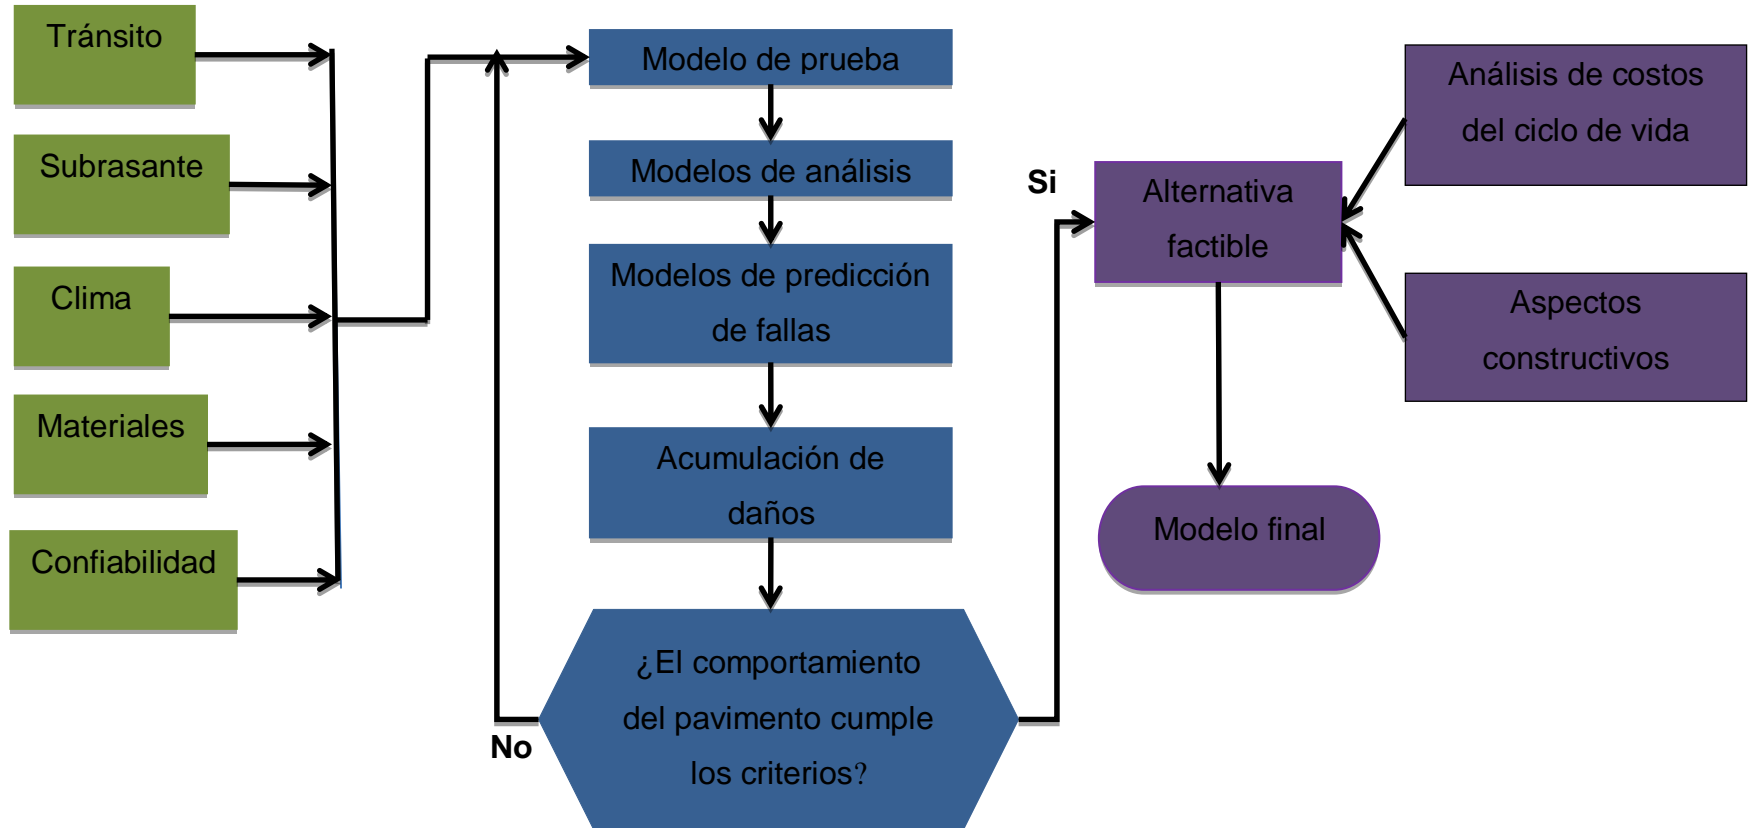 Tránsito
Subrasante
Clima
Materiales
Confiabilidad
Modelo de prueba
Modelos de análisis
Modelos de predicción
de fallas
Acumulación de
daños
¿El comportamiento
del pavimento cumple
los criterios?
No
Si
Alternativa
factible
Modelo final
Análisis de costos
del ciclo de vida
Aspectos
constructivos